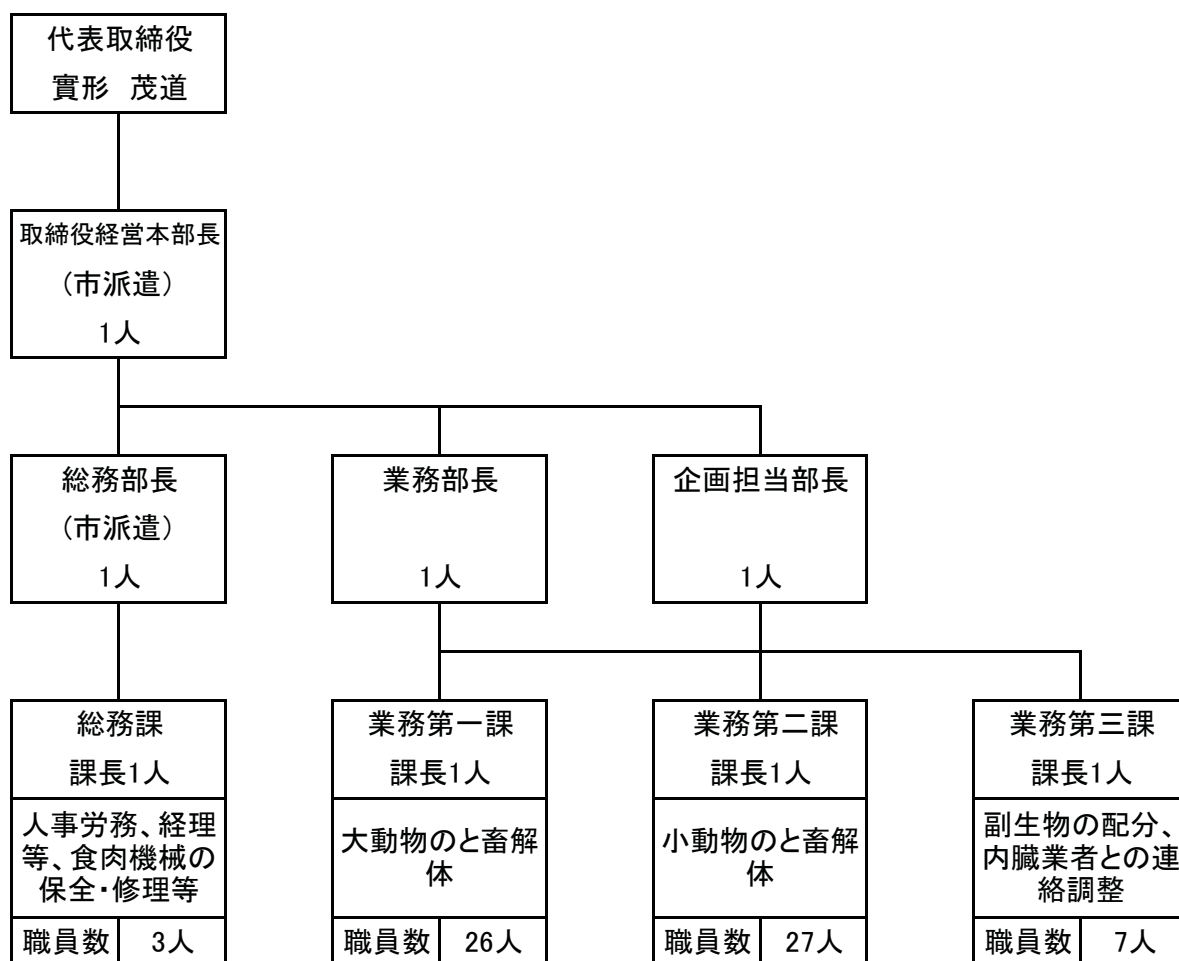 代表取締役
實形　茂道
取締役経営本部長
（市派遣）
1人
総務部長
（市派遣）
1人
業務部長
1人
企画担当部長
1人
総務課
課長1人
人事労務、経理
等、食肉機械の
保全・修理等
職員数 3人
業務第一課
課長1人
大動物のと畜解
体
職員数 26人
業務第二課
課長1人
小動物のと畜解
体
職員数 27人
業務第三課
課長1人
副生物の配分、
内臓業者との連
絡調整
職員数 7人